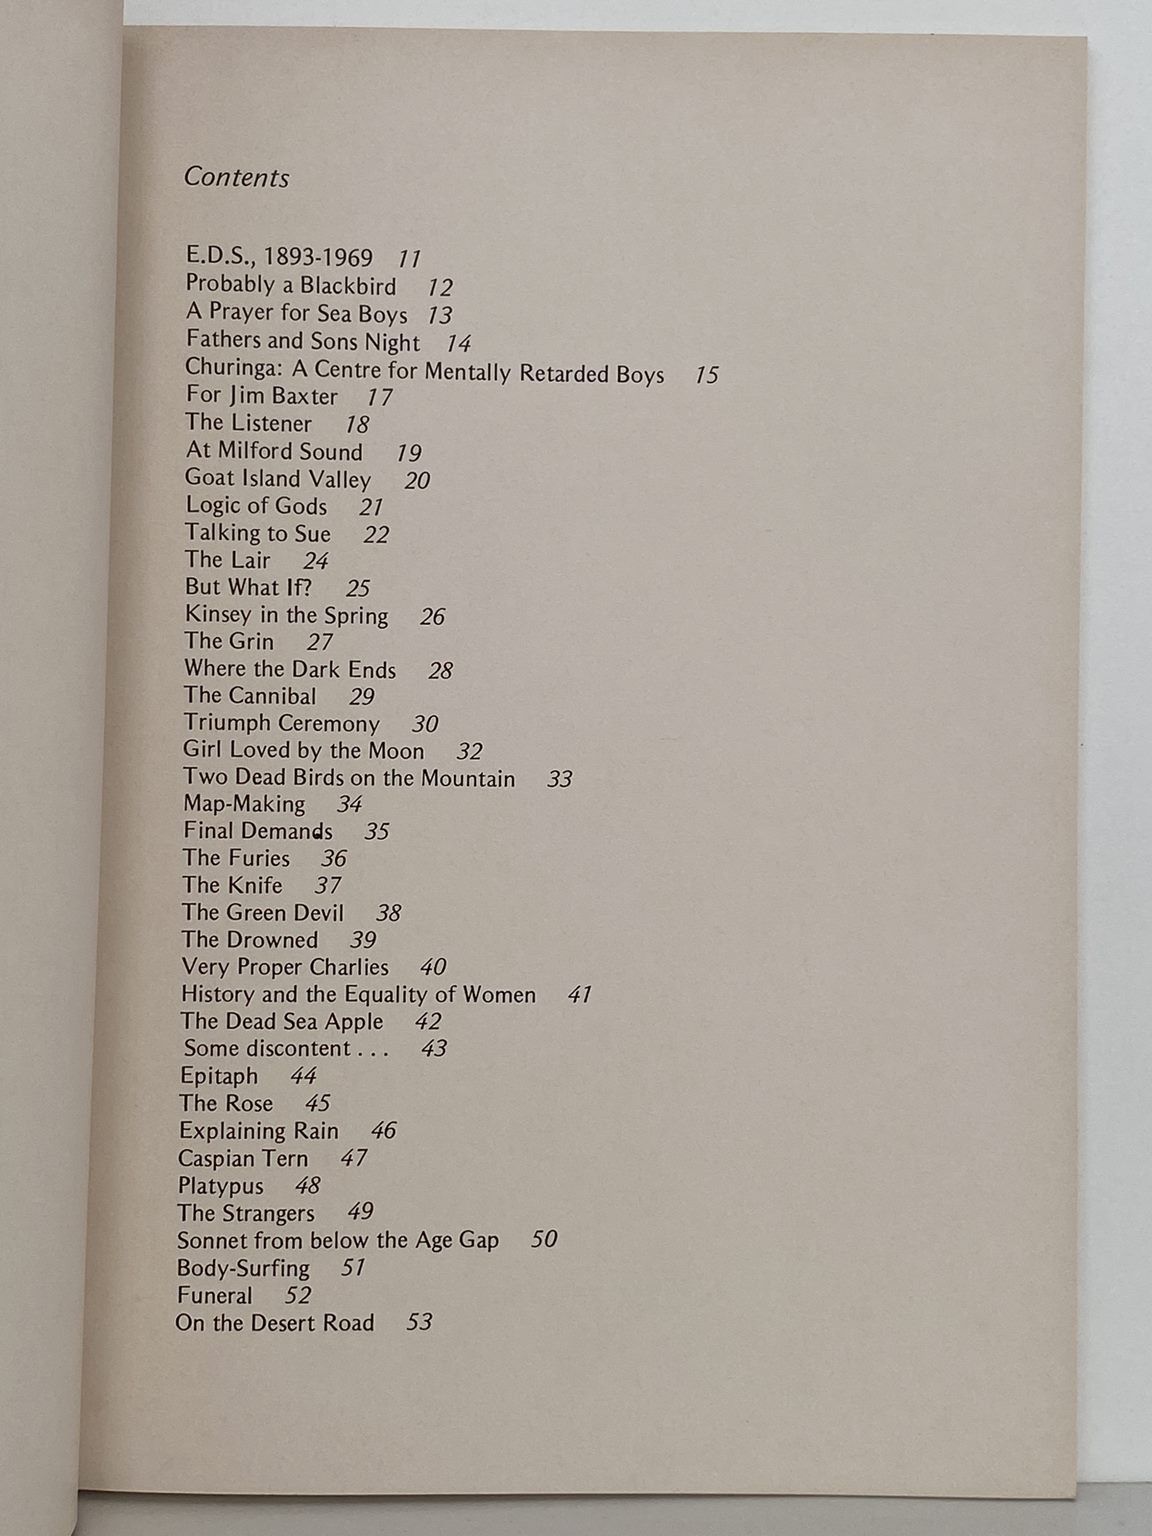 Contents
E.D.S., 1893-1969 11
Probably a Blackbird 12
A Prayer for Sea Boys 13
Fathers and Sons Night 14
Churinga: A Centre for Mentally Retarded Boys 15
For Jim Baxter 17
The Listener 18
At Milford Sound 19
Goat Island Valley 20
Logic of Gods 21
Talking to Sue 22
The Lair 24
But What If? 25
Kinsey in the Spring 26
The Grin 27
Where the Dark Ends 28
The Cannibal 29
Triumph Ceremony 30
Girl Loved by the Moon 32
Two Dead Birds on the Mountain 33
Map-Making 34
Final Demands 35
The Furies 36
The Knife 37
The Green Devil 38
The Drowned 39
Very Proper Charlies 40
History and the Equality of Women 41
The Dead Sea Apple 42
Some discontent . . . 43
Epitaph 44
The Rose 45
Explaining Rain 46
Caspian Tern 47
Platypus 48
The Strangers 49
Sonnet from below the Age Gap 50
Body-Surfing 51
Funeral 52
On the Desert Road 53